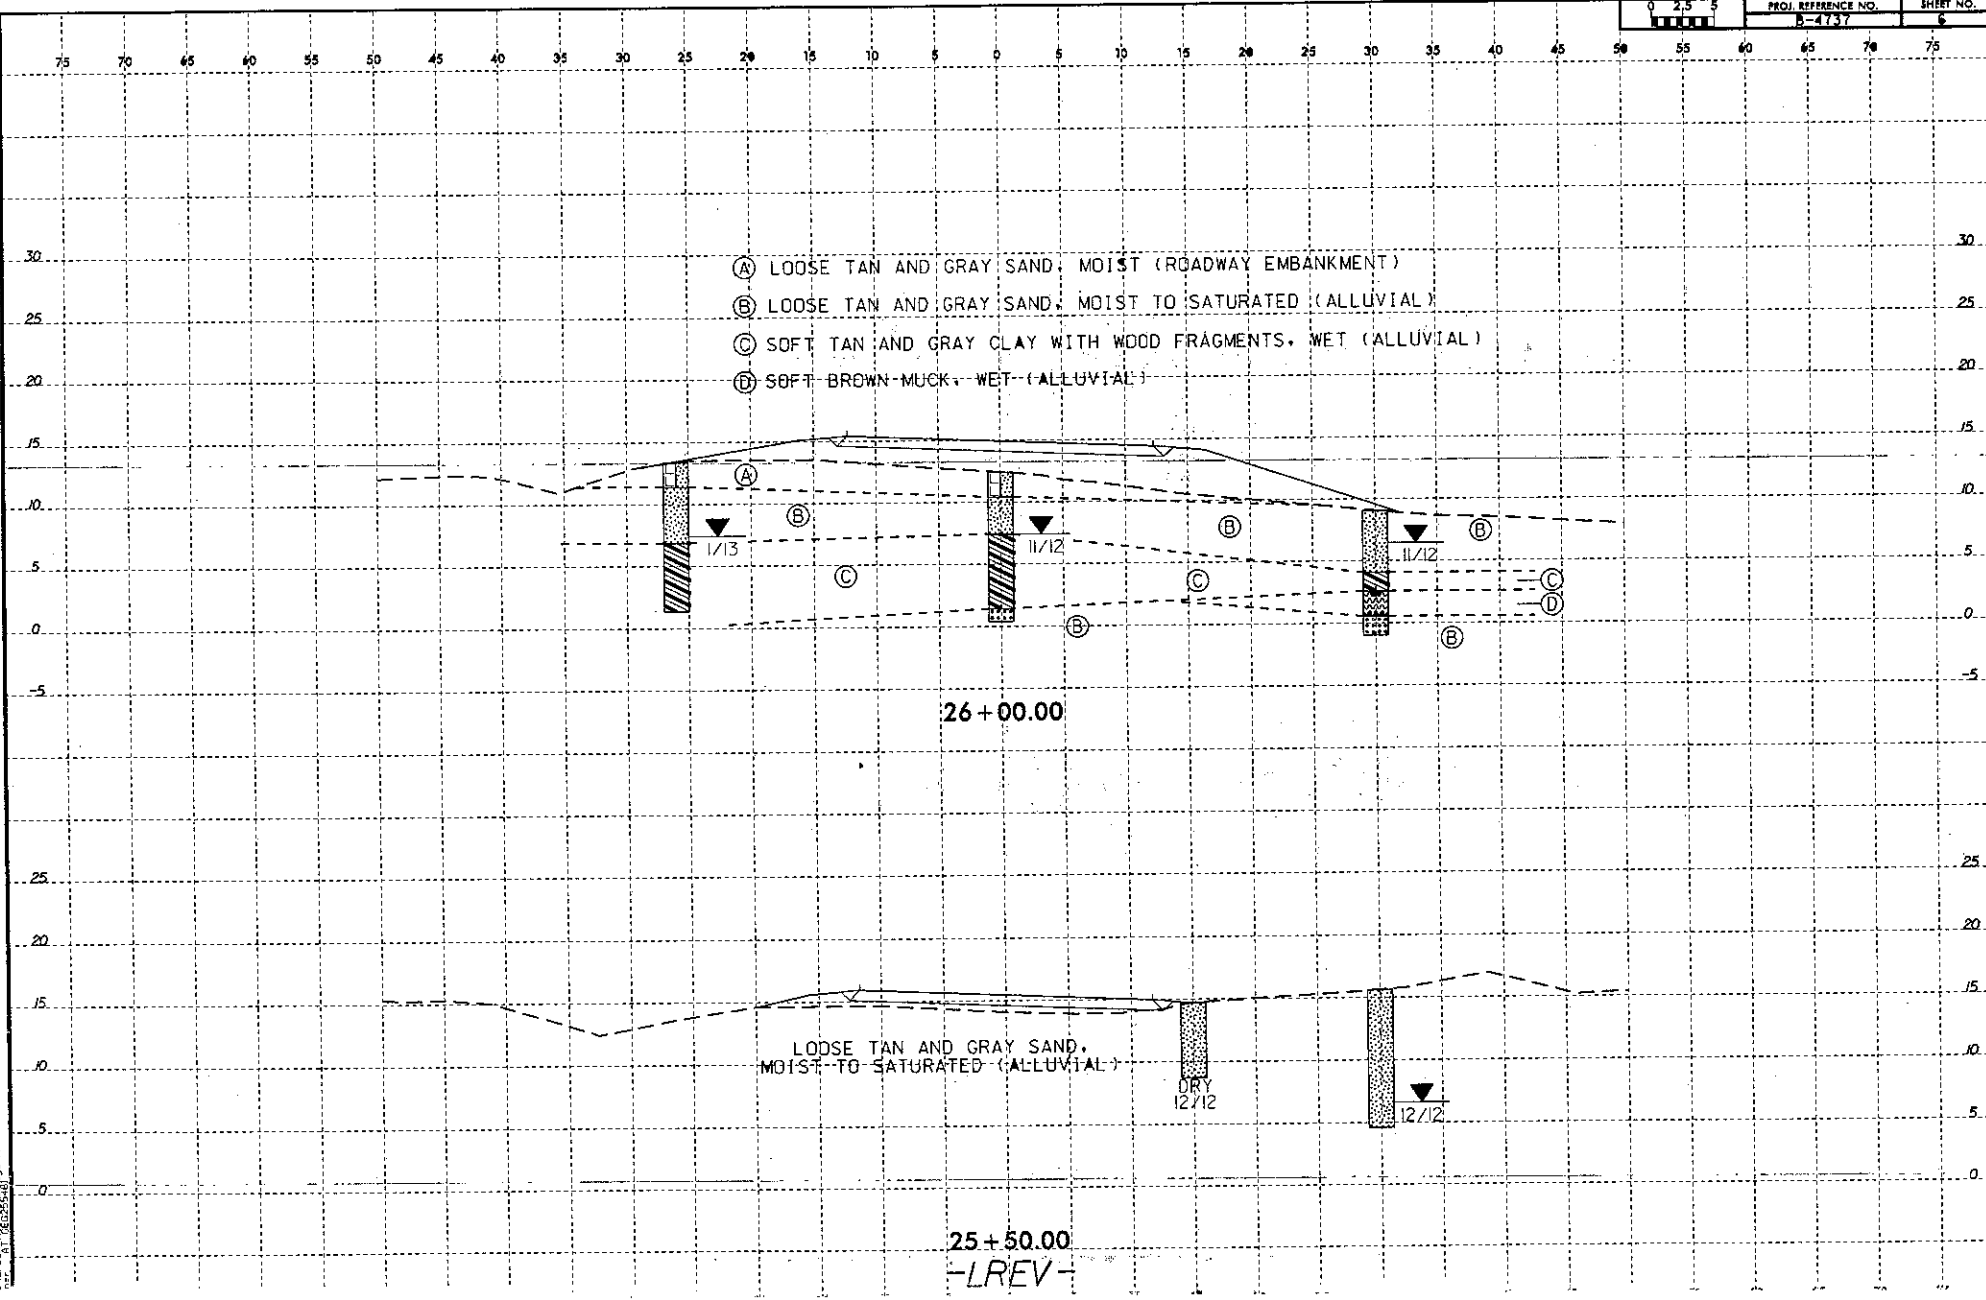 0 2.5 5
PROJ. REFERENCE NO. SHEET NO.
B-4737 6
75 70 65 60 55 50 45 40 35 30 25 20 15 10 5 0 5 10 15 20 25 30 35 40 45 50 55 60 65 70 75
30 30
A LOOSE TAN AND GRAY SAND, MOIST (ROADWAY EMBANKMENT)
B LOOSE TAN AND GRAY SAND, MOIST TO SATURATED (ALLUVIAL)
25 25
C SOFT TAN AND GRAY CLAY WITH WOOD FRAGMENTS, WET (ALLUVIAL)
20 20
D SOFT BROWN MUCK, WET (ALLUVIAL)
15 15
A
10 10
B B B
1/13 11/12 11/12
5 5
C C C
D
0 0
B B
-5 -5
26+00.00
25 25
20 20
15 15
LOOSE TAN AND GRAY SAND,
MOIST TO SATURATED (ALLUVIAL)
10 10
DRY
12/12
12/12
5 5
0 0
25+50.00
-LREV-